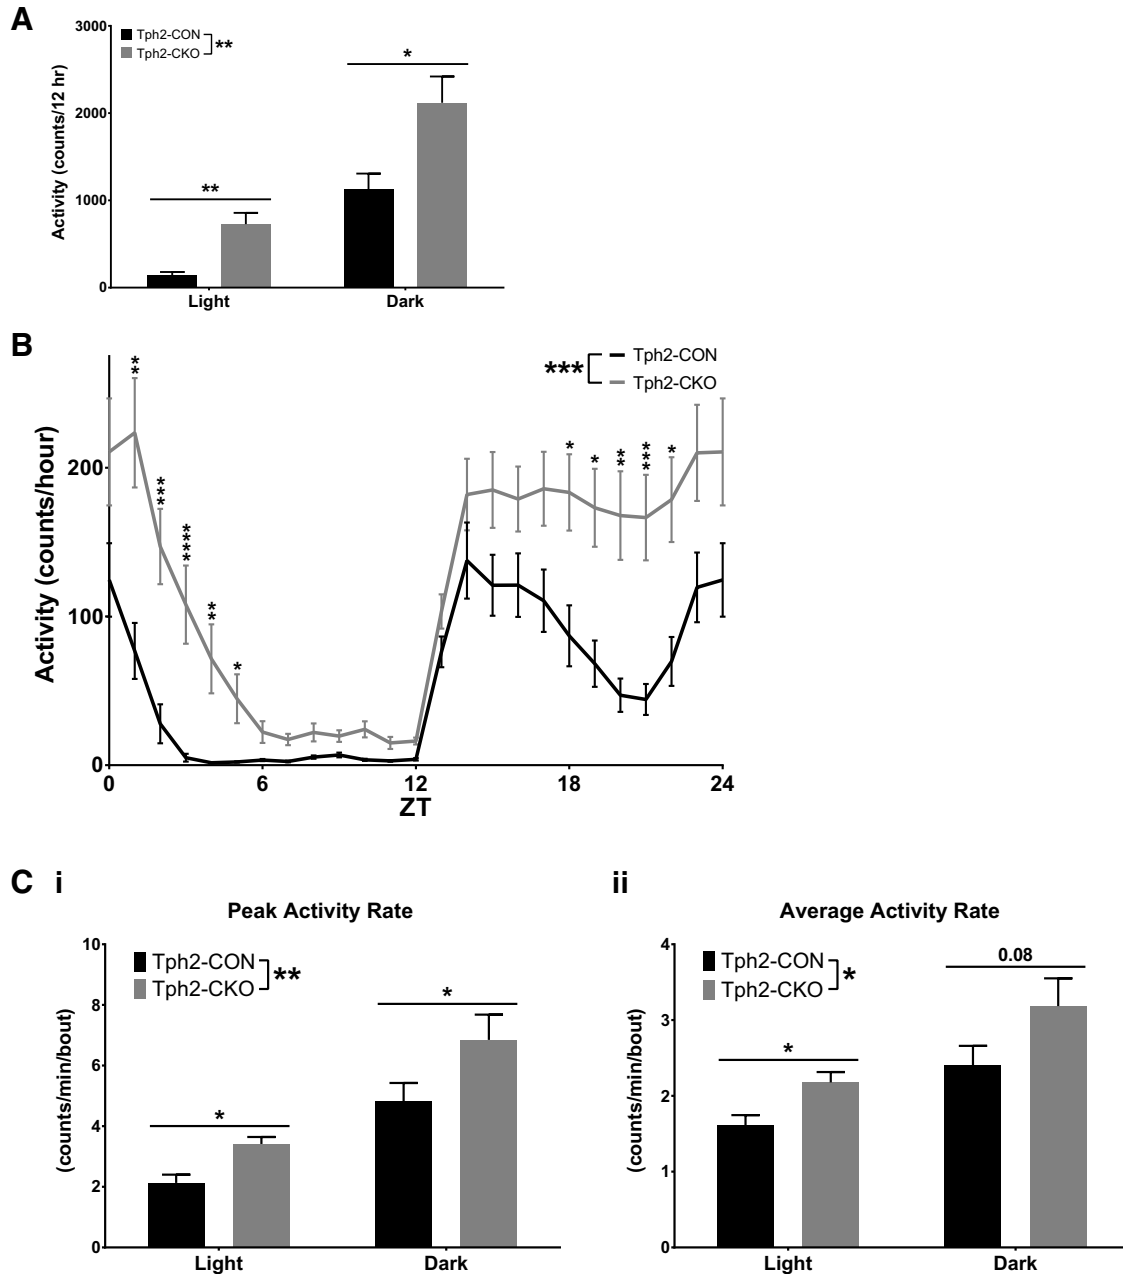 A
Activity (counts/12 hr)
3000
2000
1000
0
Tph2-CON
Tph2-CKO
**
**
*
Light
Dark
B
Activity (counts/hour)
200
100
0
Tph2-CON
Tph2-CKO
***
**
***
****
**
*
*
*
**
***
*
0
6
12
18
24
ZT
C i
Peak Activity Rate
(counts/min/bout)
10
8
6
4
2
0
Tph2-CON
Tph2-CKO
**
*
*
Light
Dark
ii
Average Activity Rate
(counts/min/bout)
4
3
2
1
0
Tph2-CON
Tph2-CKO
*
*
0.08
Light
Dark